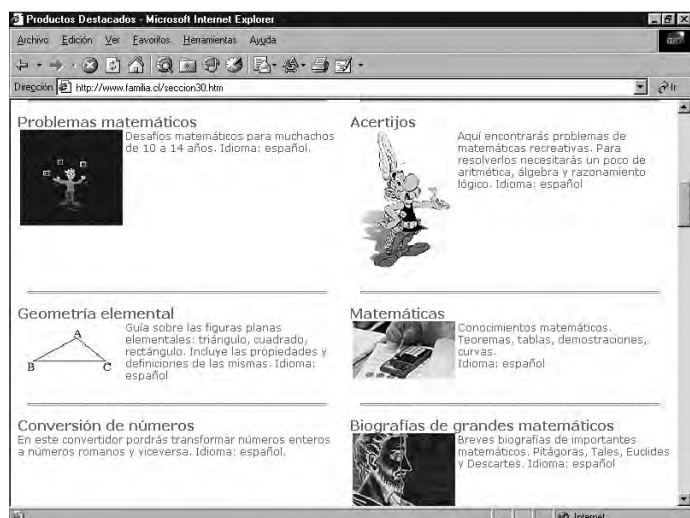 Productos Destacados - Microsoft Internet Explorer
Archivo Edición Ver Favoritos Herramientas Ayuda
Dirección http://www.familia.cl/seccion30.htm Ir
Problemas matemáticos
Desafíos matemáticos para muchachos
de 10 a 14 años. Idioma: español.
Acertijos
Aquí encontrarás problemas de
matemáticas recreativas. Para
resolverlos necesitarás un poco de
aritmética, álgebra y razonamiento
lógico. Idioma: español
Geometría elemental
A
B C
Guía sobre las figuras planas
elementales: triángulo, cuadrado,
rectángulo. Incluye las propiedades y
definiciones de las mismas. Idioma:
español
Matemáticas
Conocimientos matemáticos.
Teoremas, tablas, demostraciones,
curvas.
Idioma: español
Conversión de números
En este convertidor pordrás transformar números enteros
a números romanos y viceversa. Idioma: español.
Biografías de grandes matemáticos
Breves biografías de importantes
matemáticos. Pitágoras, Tales, Euclides
y Descartes. Idioma: español
Internet